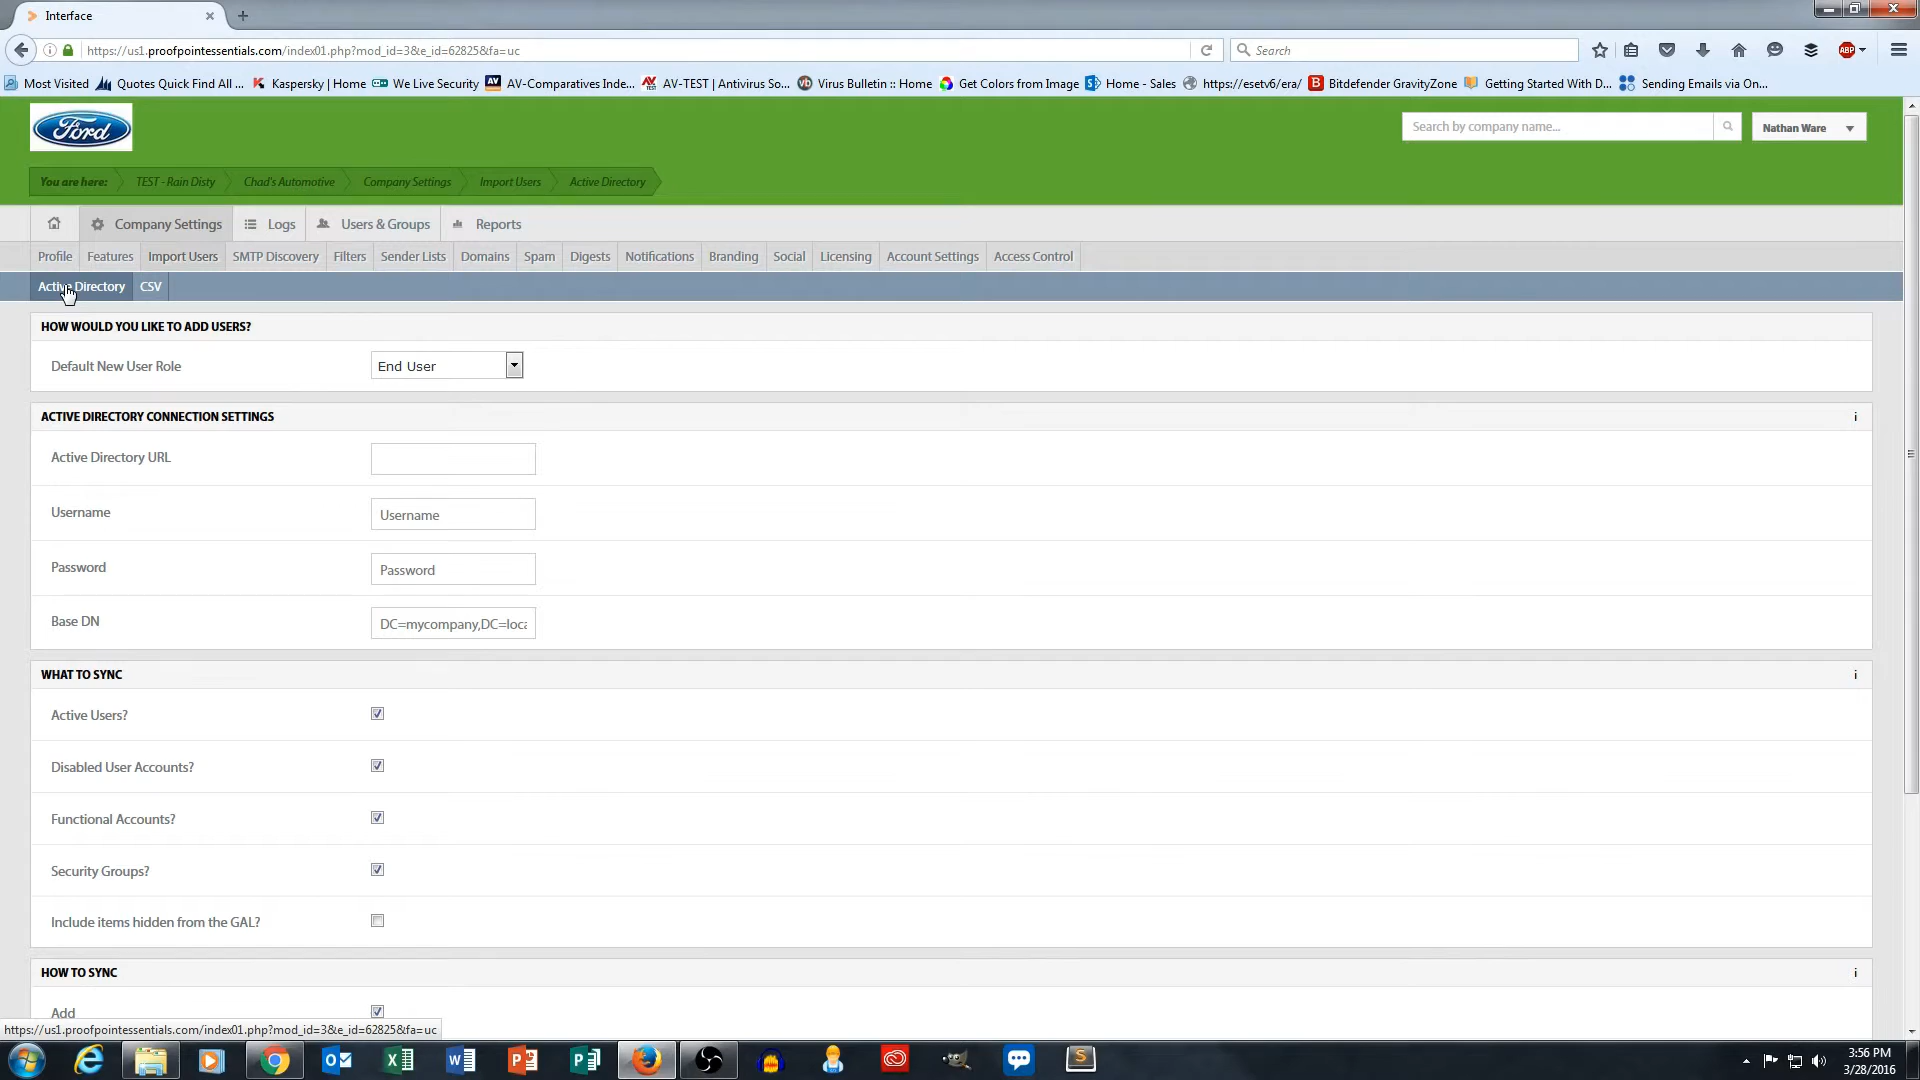 Interface
https://us1.proofpointessentials.com/index01.php?mod_id=3&e_id=62825&fa=uc
Search
ABP
Most Visited
Quotes Quick Find All ...
Kaspersky | Home
We Live Security
AV-Comparatives Inde...
AV-TEST | Antivirus So...
Virus Bulletin :: Home
Get Colors from Image
Home - Sales
https://esetv6/era/
Bitdefender GravityZone
Getting Started With D...
Sending Emails via On...
Ford
Search by company name...
Nathan Ware
You are here:
TEST - Rain Disty
Chad's Automotive
Company Settings
Import Users
Active Directory
Company Settings
Logs
Users & Groups
Reports
Profile
Features
Import Users
SMTP Discovery
Filters
Sender Lists
Domains
Spam
Digests
Notifications
Branding
Social
Licensing
Account Settings
Access Control
Active Directory
CSV
HOW WOULD YOU LIKE TO ADD USERS?
Default New User Role
End User
ACTIVE DIRECTORY CONNECTION SETTINGS
i
Active Directory URL
Username
Username
Password
Password
Base DN
DC=mycompany,DC=loca
WHAT TO SYNC
i
Active Users?
Disabled User Accounts?
Functional Accounts?
Security Groups?
Include items hidden from the GAL?
HOW TO SYNC
i
Add
https://us1.proofpointessentials.com/index01.php?mod_id=3&e_id=62825&fa=uc
3:56 PM
3/28/2016